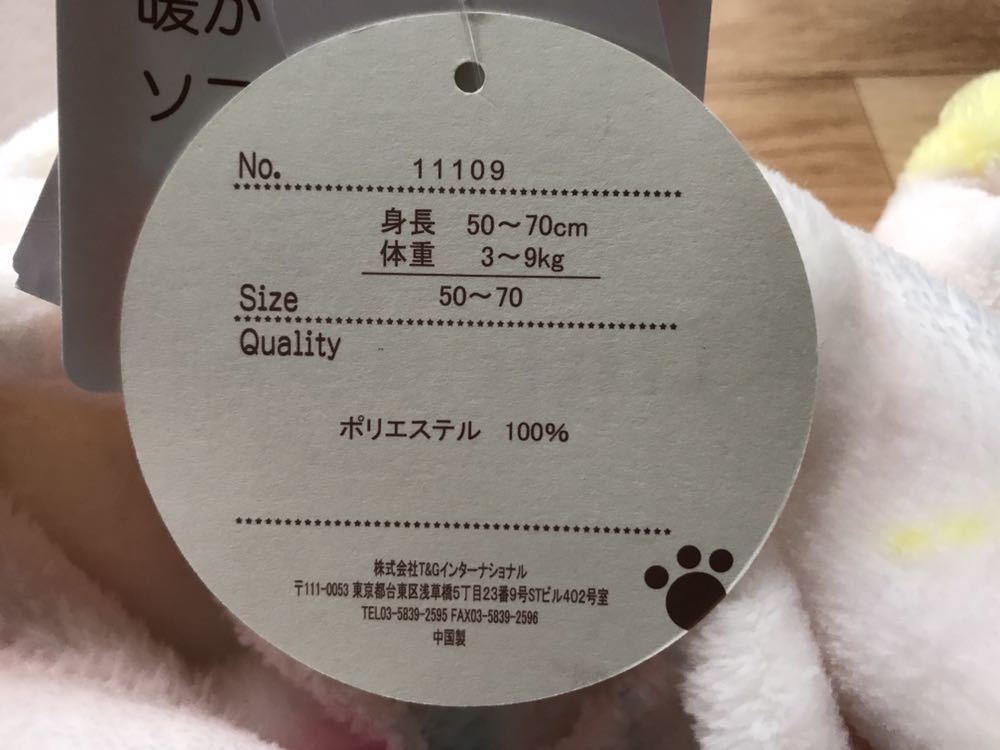 暖か
ソフ
No. 11109
身長 50～70cm
体重 3～9kg
Size 50～70
Quality
ポリエステル 100%
株式会社T&Gインターナショナル
〒111-0053 東京都台東区浅草橋5丁目23番9号STビル402号室
TEL03-5839-2595 FAX03-5839-2596
中国製